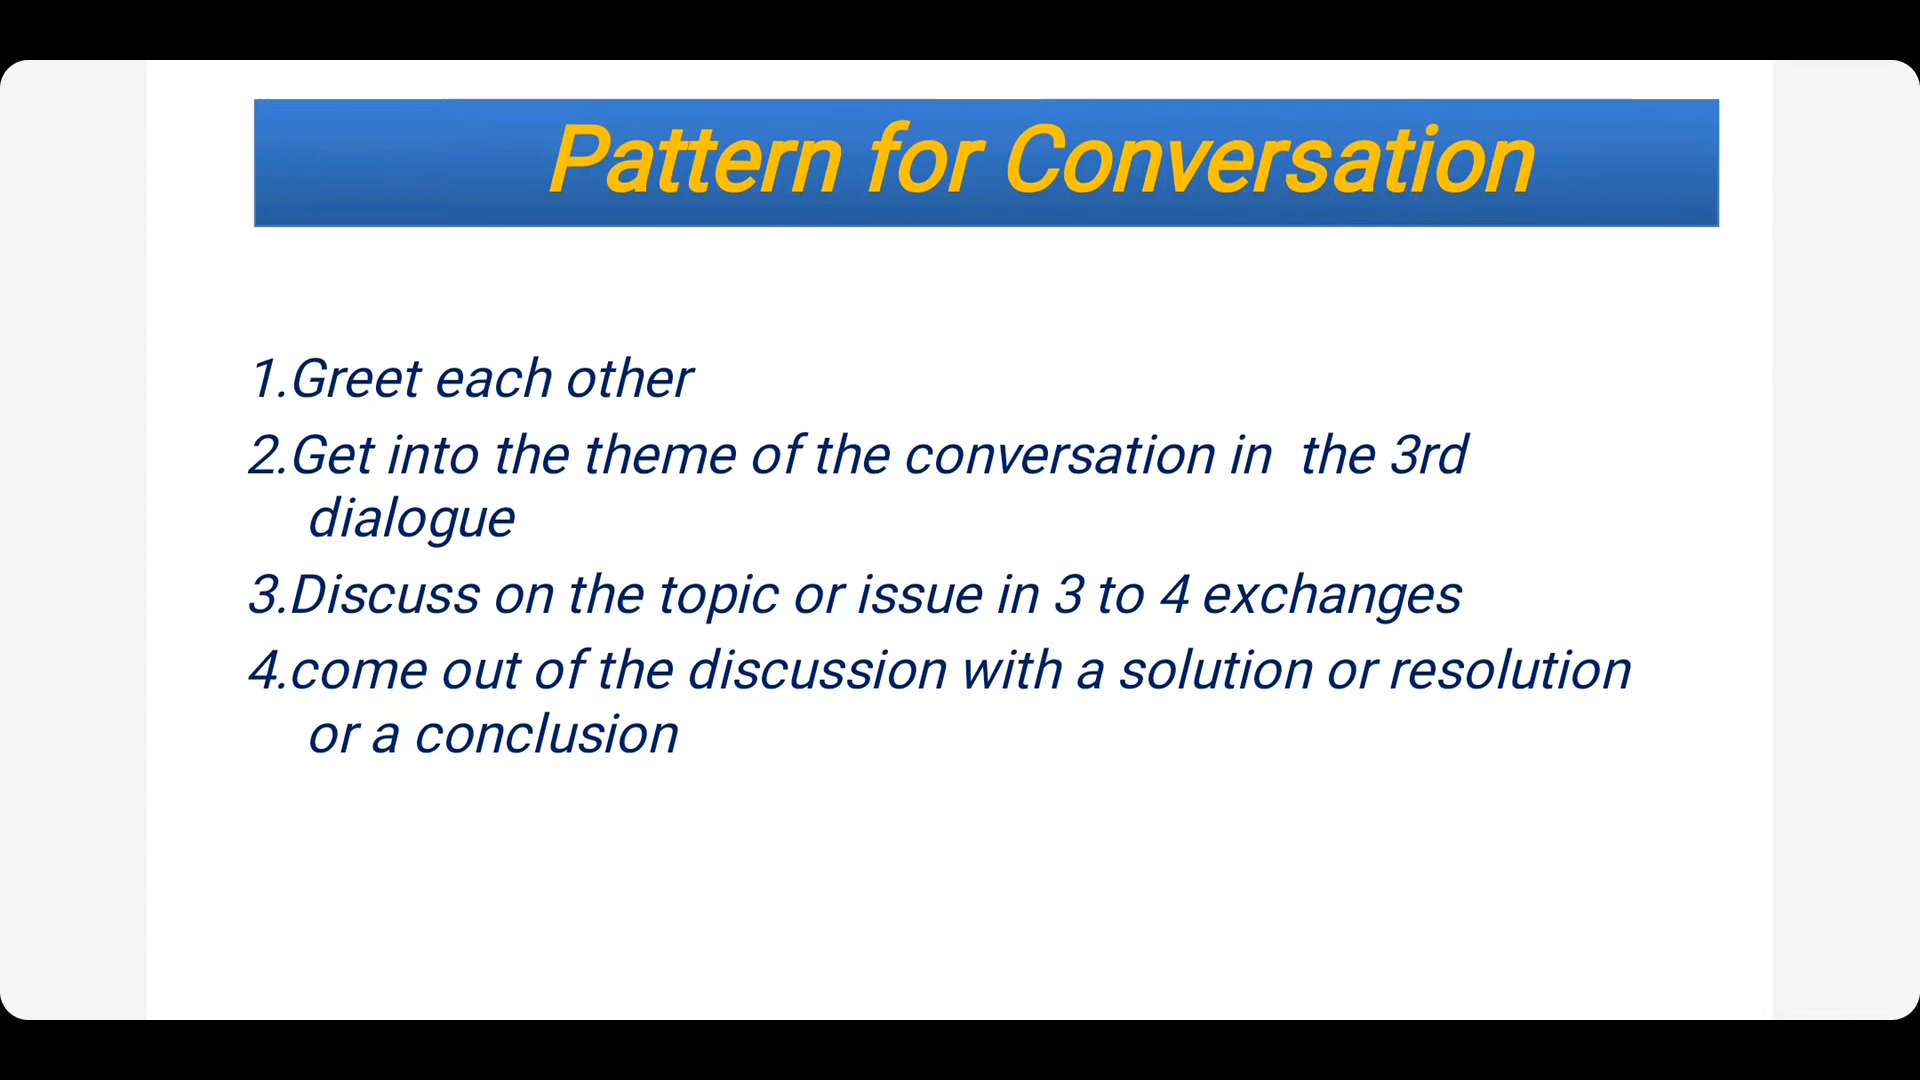 Pattern for Conversation
1.Greet each other
2.Get into the theme of the conversation in  the 3rd
dialogue
3.Discuss on the topic or issue in 3 to 4 exchanges
4.come out of the discussion with a solution or resolution
or a conclusion